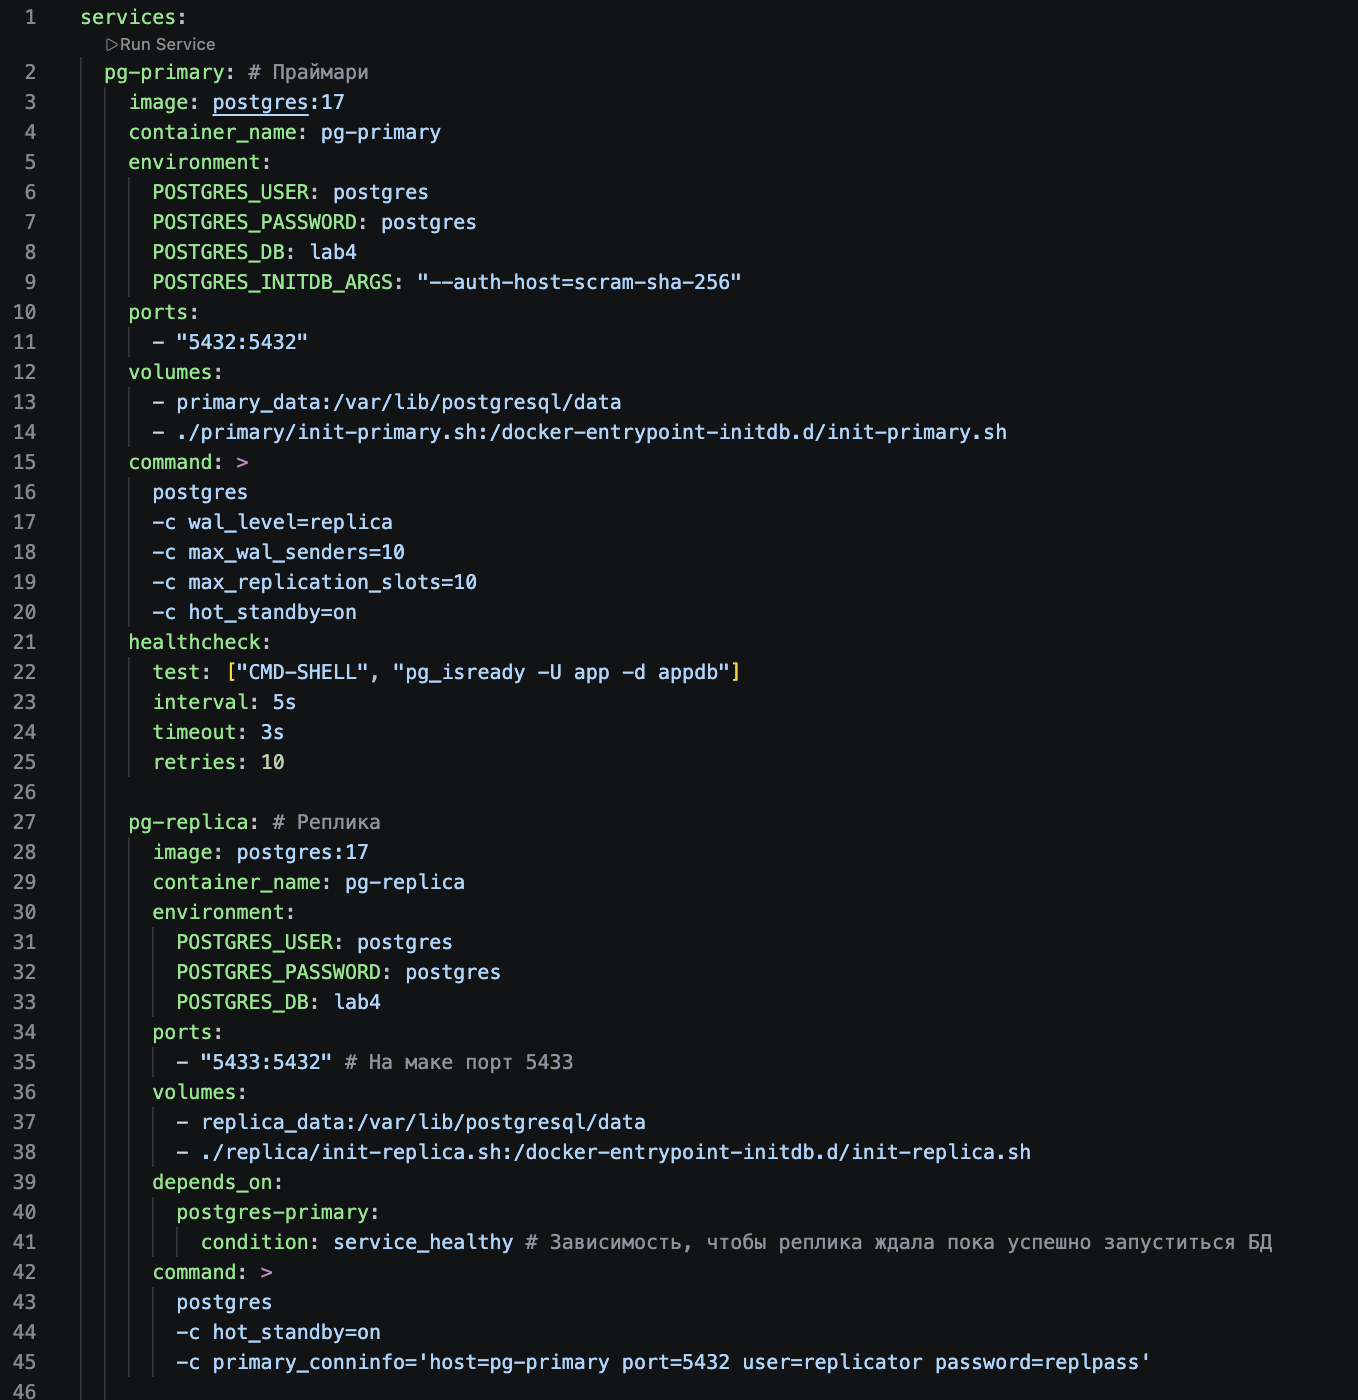 1 services:
▷Run Service
2 pg-primary: # Праймари
3 image: postgres:17
4 container_name: pg-primary
5 environment:
6 POSTGRES_USER: postgres
7 POSTGRES_PASSWORD: postgres
8 POSTGRES_DB: lab4
9 POSTGRES_INITDB_ARGS: "--auth-host=scram-sha-256"
10 ports:
11 - "5432:5432"
12 volumes:
13 - primary_data:/var/lib/postgresql/data
14 - ./primary/init-primary.sh:/docker-entrypoint-initdb.d/init-primary.sh
15 command: >
16 postgres
17 -c wal_level=replica
18 -c max_wal_senders=10
19 -c max_replication_slots=10
20 -c hot_standby=on
21 healthcheck:
22 test: ["CMD-SHELL", "pg_isready -U app -d appdb"]
23 interval: 5s
24 timeout: 3s
25 retries: 10
26
27 pg-replica: # Реплика
28 image: postgres:17
29 container_name: pg-replica
30 environment:
31 POSTGRES_USER: postgres
32 POSTGRES_PASSWORD: postgres
33 POSTGRES_DB: lab4
34 ports:
35 - "5433:5432" # На маке порт 5433
36 volumes:
37 - replica_data:/var/lib/postgresql/data
38 - ./replica/init-replica.sh:/docker-entrypoint-initdb.d/init-replica.sh
39 depends_on:
40 postgres-primary:
41 condition: service_healthy # Зависимость, чтобы реплика ждала пока успешно запуститься БД
42 command: >
43 postgres
44 -c hot_standby=on
45 -c primary_conninfo='host=pg-primary port=5432 user=replicator password=replpass'
46